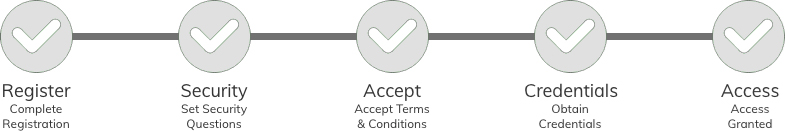 Register
Complete
Registration
Security
Set Security
Questions
Accept
Accept Terms
& Conditions
Credentials
Obtain
Credentials
Access
Access
Granted